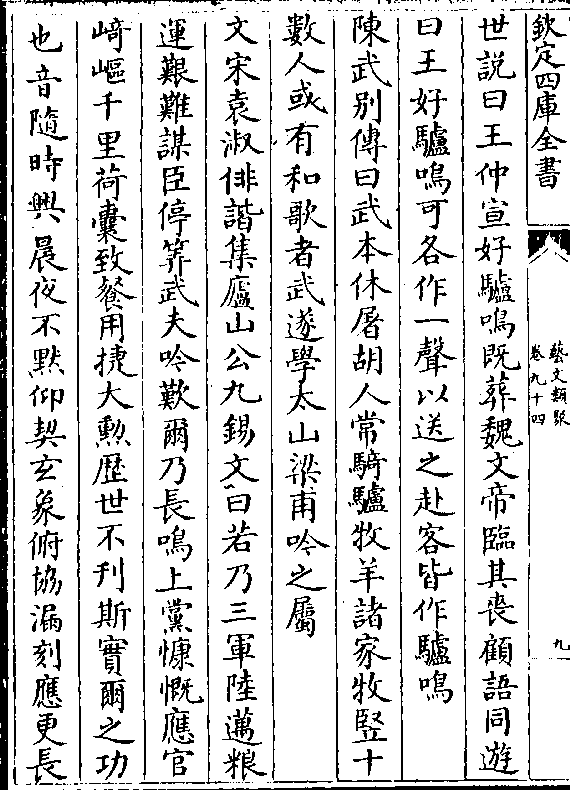 欽定四庫全書
藝文類聚
卷九十四
九
世説曰王仲宣好驢鳴既葬魏文帝臨其喪顧語同遊
曰王好驢鳴可各作一聲以送之赴客皆作驢鳴
陳武别傳曰武本休屠胡人常騎驢牧羊諸家牧豎十
數人或有和歌者武遂學太山梁甫吟之屬
文宋袁淑俳諧集廬山公九錫文曰若乃三軍陸邁粮
運艱難謀臣停筭武夫吟歎爾乃長鳴上黨慷慨應官
﨑嶇千里荷囊致餐用捷大勲歴世不刋斯實爾之功
也音隨時興晨夜不黙仰契玄象俯協漏刻應更長